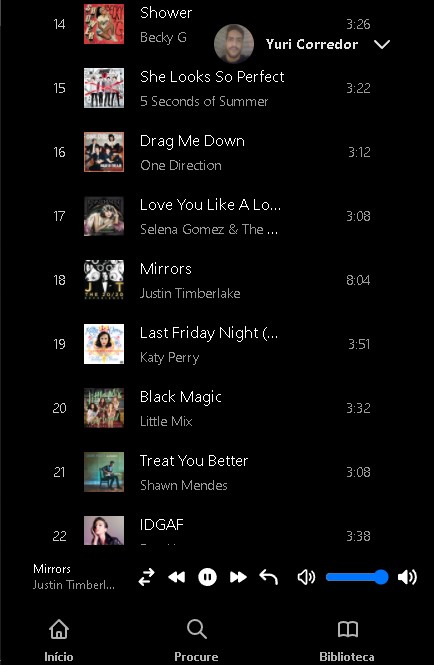 14 Shower 3:26
Becky G
Yuri Corredor
15 She Looks So Perfect 3:22
5 Seconds of Summer
16 Drag Me Down 3:12
One Direction
17 Love You Like A Lo... 3:08
Selena Gomez & The ...
18 Mirrors 8:04
Justin Timberlake
19 Last Friday Night (... 3:51
Katy Perry
20 Black Magic 3:32
Little Mix
21 Treat You Better 3:08
Shawn Mendes
22 IDGAF 3:38
Mirrors
Justin Timberl...
Início Procure Biblioteca